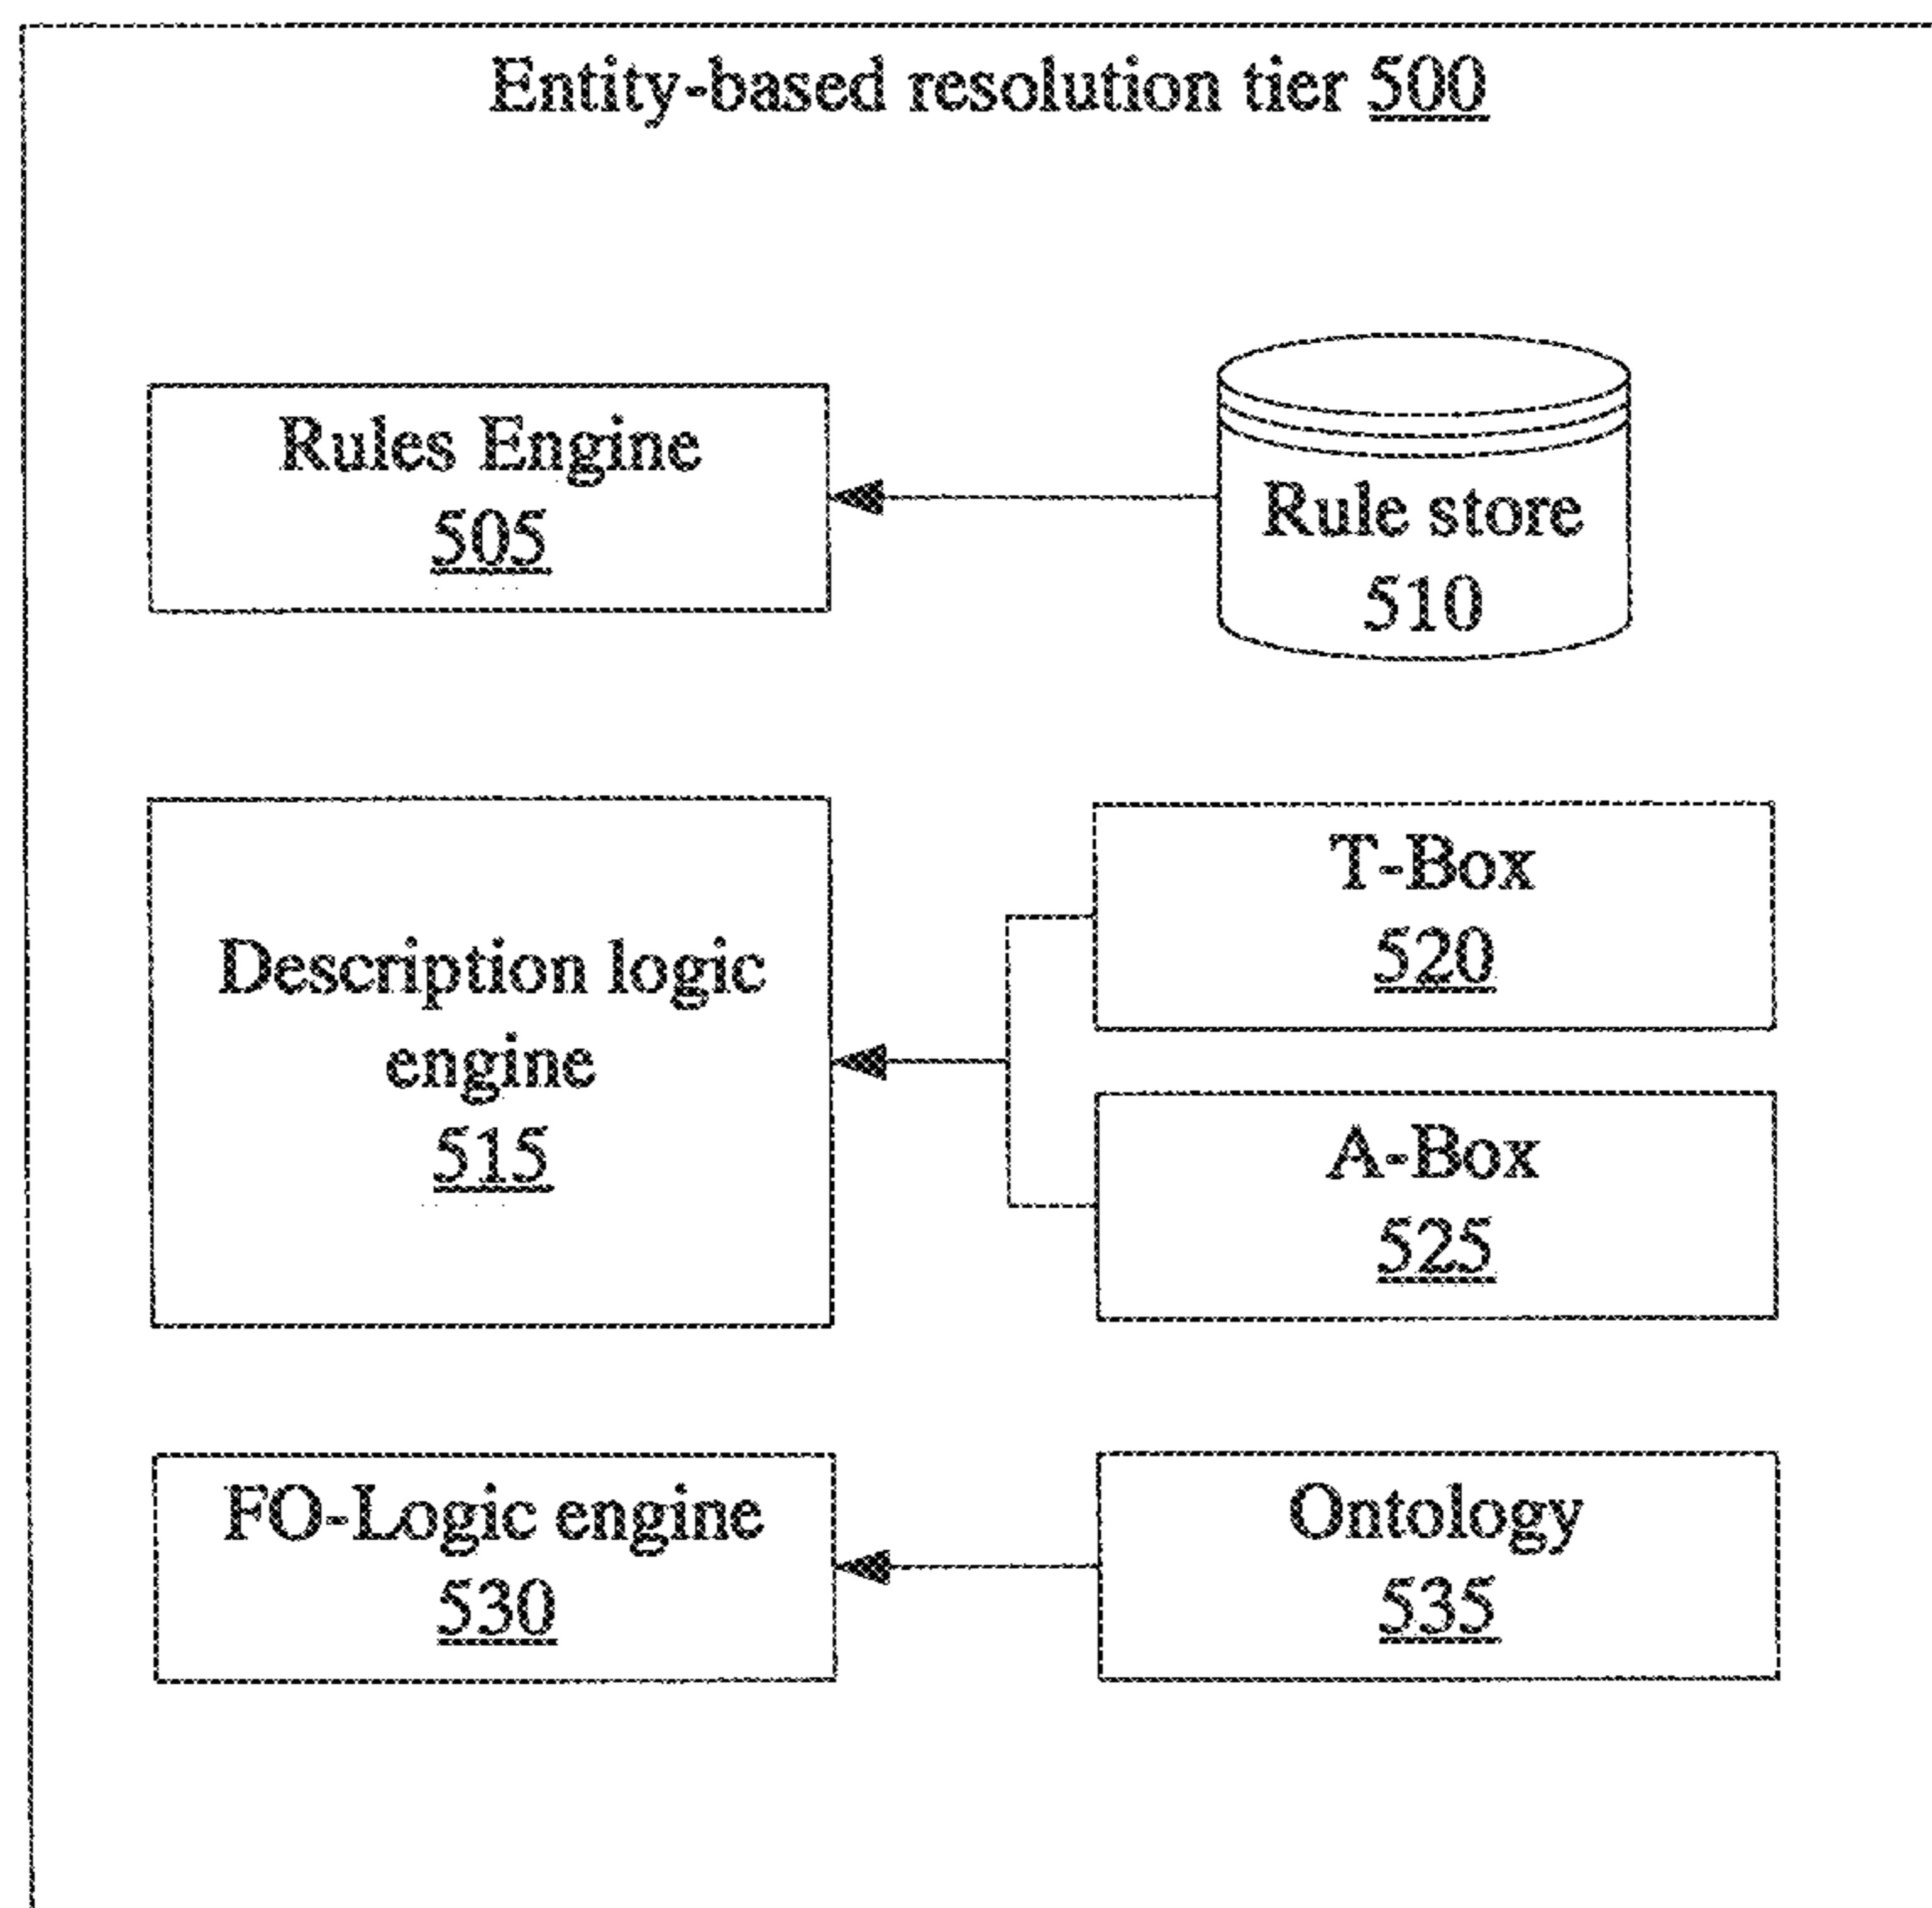 Entity-based resolution tier 500
Rules Engine
505
Rule store
510
Description logic
engine
515
T-Box
520
A-Box
525
FO-Logic engine
530
Ontology
535